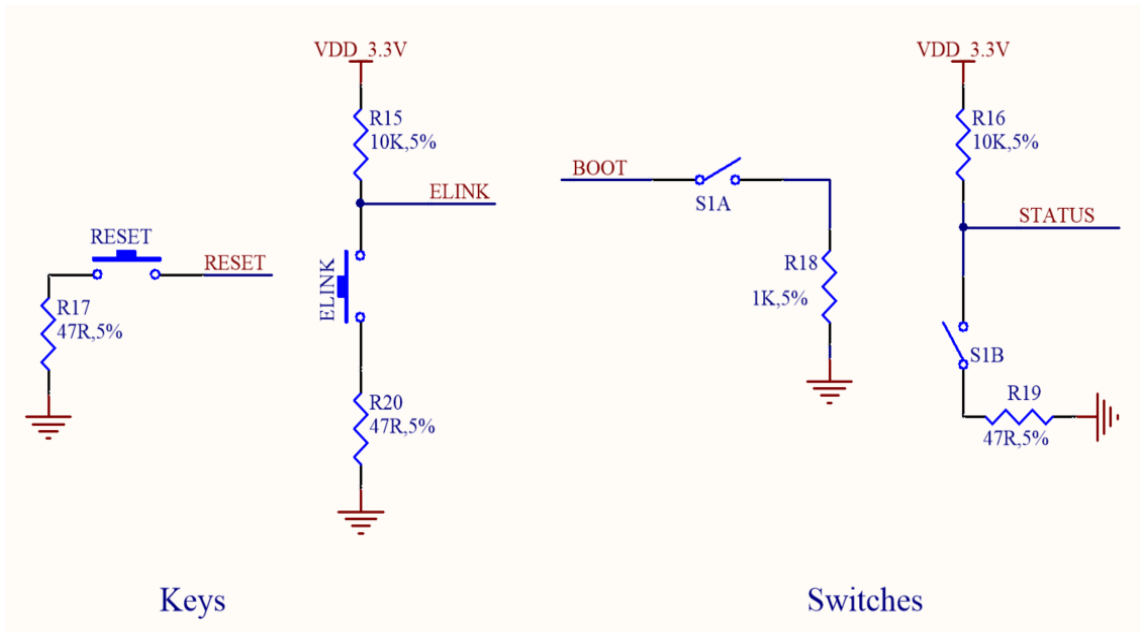 VDD_3.3V
R15
10K,5%
ELINK
RESET
RESET
R17
47R,5%
ELINK
R20
47R,5%
Keys
BOOT
S1A
R18
1K,5%
VDD_3.3V
R16
10K,5%
STATUS
S1B
R19
47R,5%
Switches